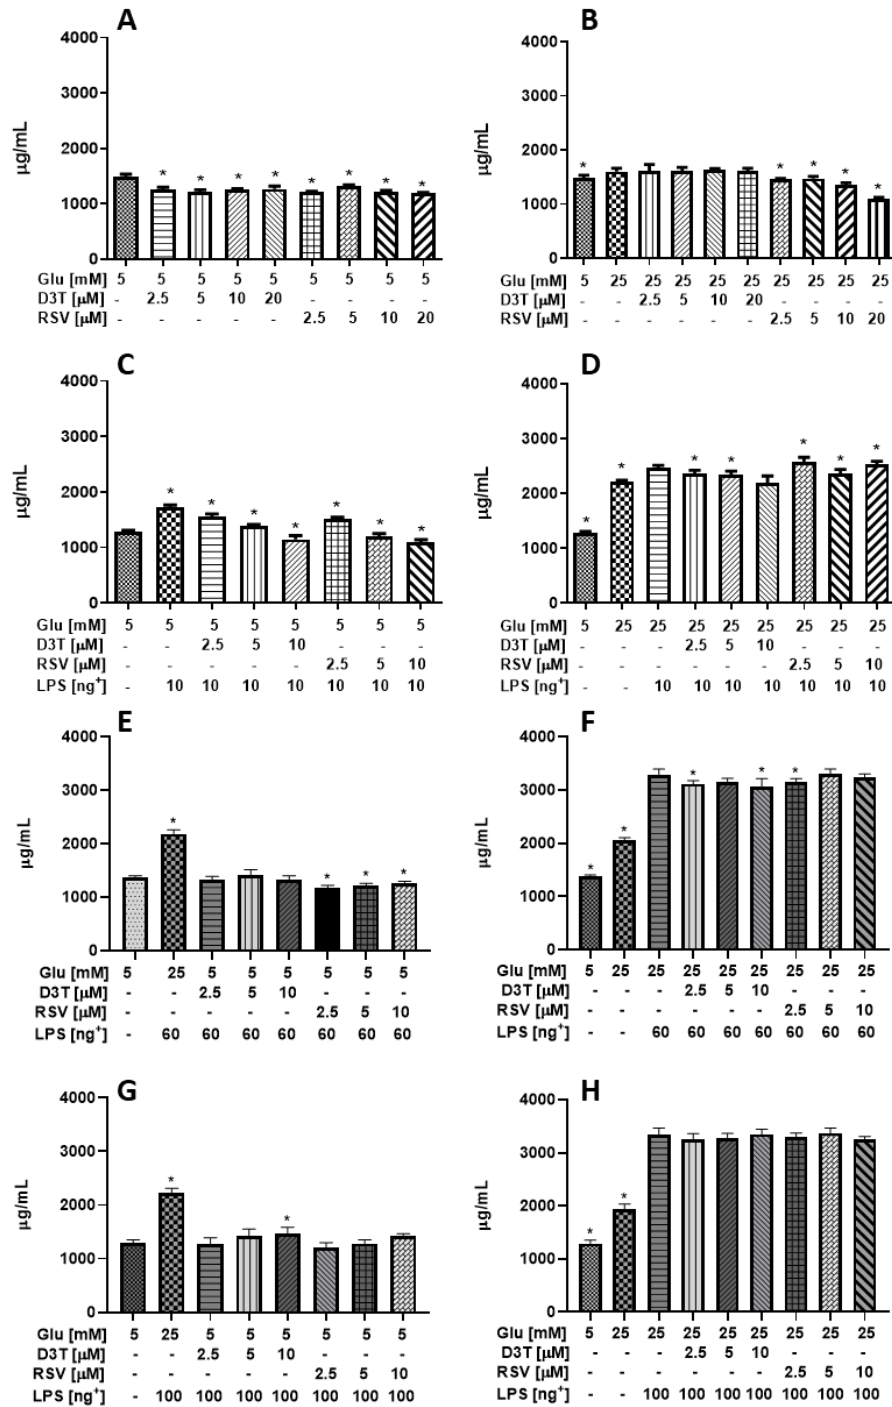 A
4000
3000
2000
1000
0
µg/mL
* * * * * * * *
Glu [mM] 5 5 5 5 5 5 5 5 5
D3T [µM] - 2.5 5 10 20 - - - -
RSV [µM] - - - - - 2.5 5 10 20
B
4000
3000
2000
1000
0
µg/mL
* * * * *
Glu [mM] 5 25 25 25 25 25 25 25 25 25
D3T [µM] - - 2.5 5 10 20 - - - -
RSV [µM] - - - - - - 2.5 5 10 20
C
4000
3000
2000
1000
0
µg/mL
* * * * * * *
Glu [mM] 5 5 5 5 5 5 5 5
D3T [µM] - - 2.5 5 10 - - -
RSV [µM] - - - - - 2.5 5 10
LPS [ng⁺] - 10 10 10 10 10 10 10
D
4000
3000
2000
1000
0
µg/mL
* * * * * * *
Glu [mM] 5 25 25 25 25 25 25 25 25
D3T [µM] - - - 2.5 5 10 - - -
RSV [µM] - - - - - - 2.5 5 10
LPS [ng⁺] - - 10 10 10 10 10 10 10
E
4000
3000
2000
1000
0
µg/mL
* * * *
Glu [mM] 5 25 5 5 5 5 5 5
D3T [µM] - - 2.5 5 10 - - -
RSV [µM] - - - - - 2.5 5 10
LPS [ng⁺] - 60 60 60 60 60 60 60
F
4000
3000
2000
1000
0
µg/mL
* * * * *
Glu [mM] 5 25 25 25 25 25 25 25 25
D3T [µM] - - - 2.5 5 10 - - -
RSV [µM] - - - - - - 2.5 5 10
LPS [ng⁺] - - 60 60 60 60 60 60 60
G
4000
3000
2000
1000
0
µg/mL
* *
Glu [mM] 5 25 5 5 5 5 5 5
D3T [µM] - - 2.5 5 10 - - -
RSV [µM] - - - - - 2.5 5 10
LPS [ng⁺] - 100 100 100 100 100 100 100
H
4000
3000
2000
1000
0
µg/mL
* *
Glu [mM] 5 25 25 25 25 25 25 25 25
D3T [µM] - - - 2.5 5 10 - - -
RSV [µM] - - - - - - 2.5 5 10
LPS [ng⁺] - - 100 100 100 100 100 100 100